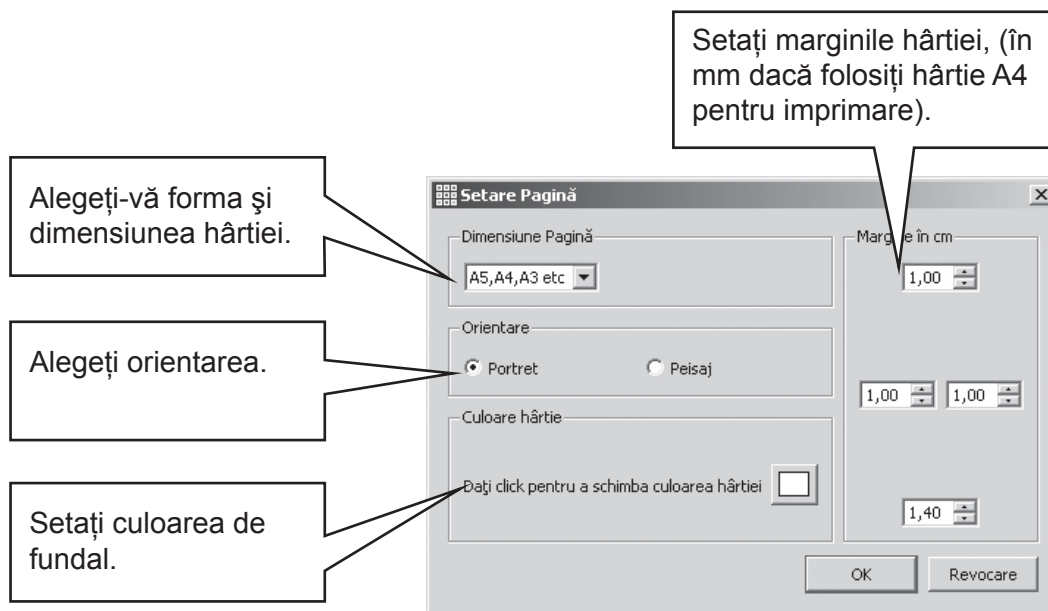 Setați marginile hârtiei, (în
mm dacă folosiți hârtie A4
pentru imprimare).
Alegeți-vă forma şi
dimensiunea hârtiei.
Alegeți orientarea.
Setați culoarea de
fundal.
Setare Pagină
Dimensiune Pagină
A5,A4,A3 etc
Orientare
Portret
Peisaj
Culoare hârtie
Daţi click pentru a schimba culoarea hârtiei
în cm
1,00
1,00 1,00
1,40
OK Revocare